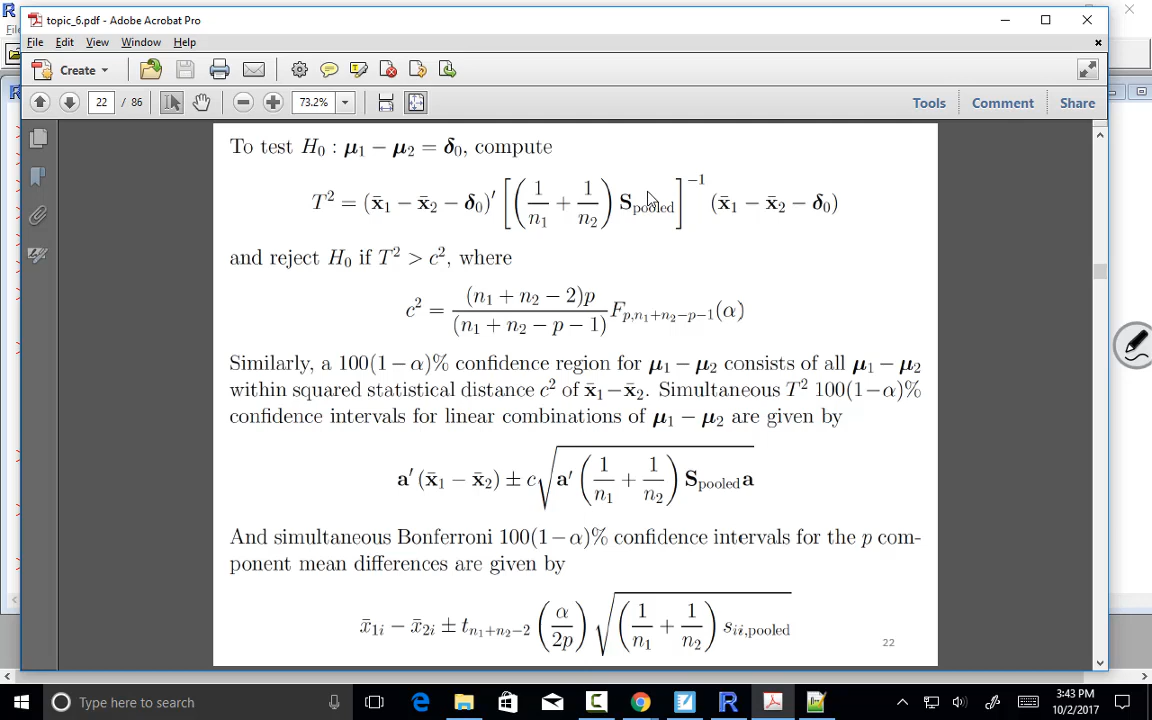 topic_6.pdf - Adobe Acrobat Pro
File Edit View Window Help
Create
22 / 86 73.2% Tools Comment Share
To test H₀ : μ₁ − μ₂ = δ₀, compute
T² = (x̄₁ − x̄₂ − δ₀)′ [(1/n₁ + 1/n₂) S_pooled]⁻¹ (x̄₁ − x̄₂ − δ₀)
and reject H₀ if T² > c², where
c² = (n₁ + n₂ − 2)p / (n₁ + n₂ − p − 1) F_{p,n₁+n₂−p−1}(α)
Similarly, a 100(1 − α)% confidence region for μ₁ − μ₂ consists of all μ₁ − μ₂
within squared statistical distance c² of x̄₁−x̄₂. Simultaneous T² 100(1−α)%
confidence intervals for linear combinations of μ₁ − μ₂ are given by
a′ (x̄₁ − x̄₂) ± c√(a′ (1/n₁ + 1/n₂) S_pooled a)
And simultaneous Bonferroni 100(1−α)% confidence intervals for the p com-
ponent mean differences are given by
x̄₁ᵢ − x̄₂ᵢ ± t_{n₁+n₂−2} (α/2p) √((1/n₁ + 1/n₂) s_{ii,pooled})
22
Type here to search
3:43 PM
10/2/2017